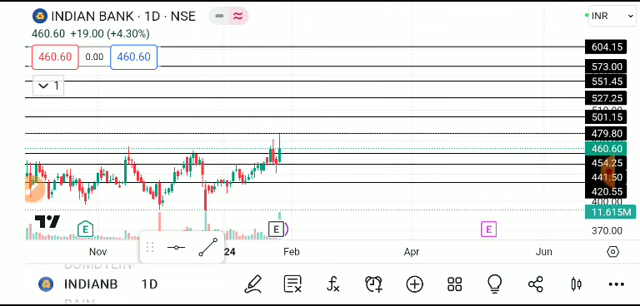 INDIAN BANK · 1D · NSE
INR
460.60 +19.00 (+4.30%)
460.60 0.00 460.60
1
604.15
573.00
551.45
527.25
501.15
479.80
460.60
454.25
441.50
420.55
400.00
11.615M
370.00
E E E
Nov 24 Feb Apr Jun
INDIANB 1D